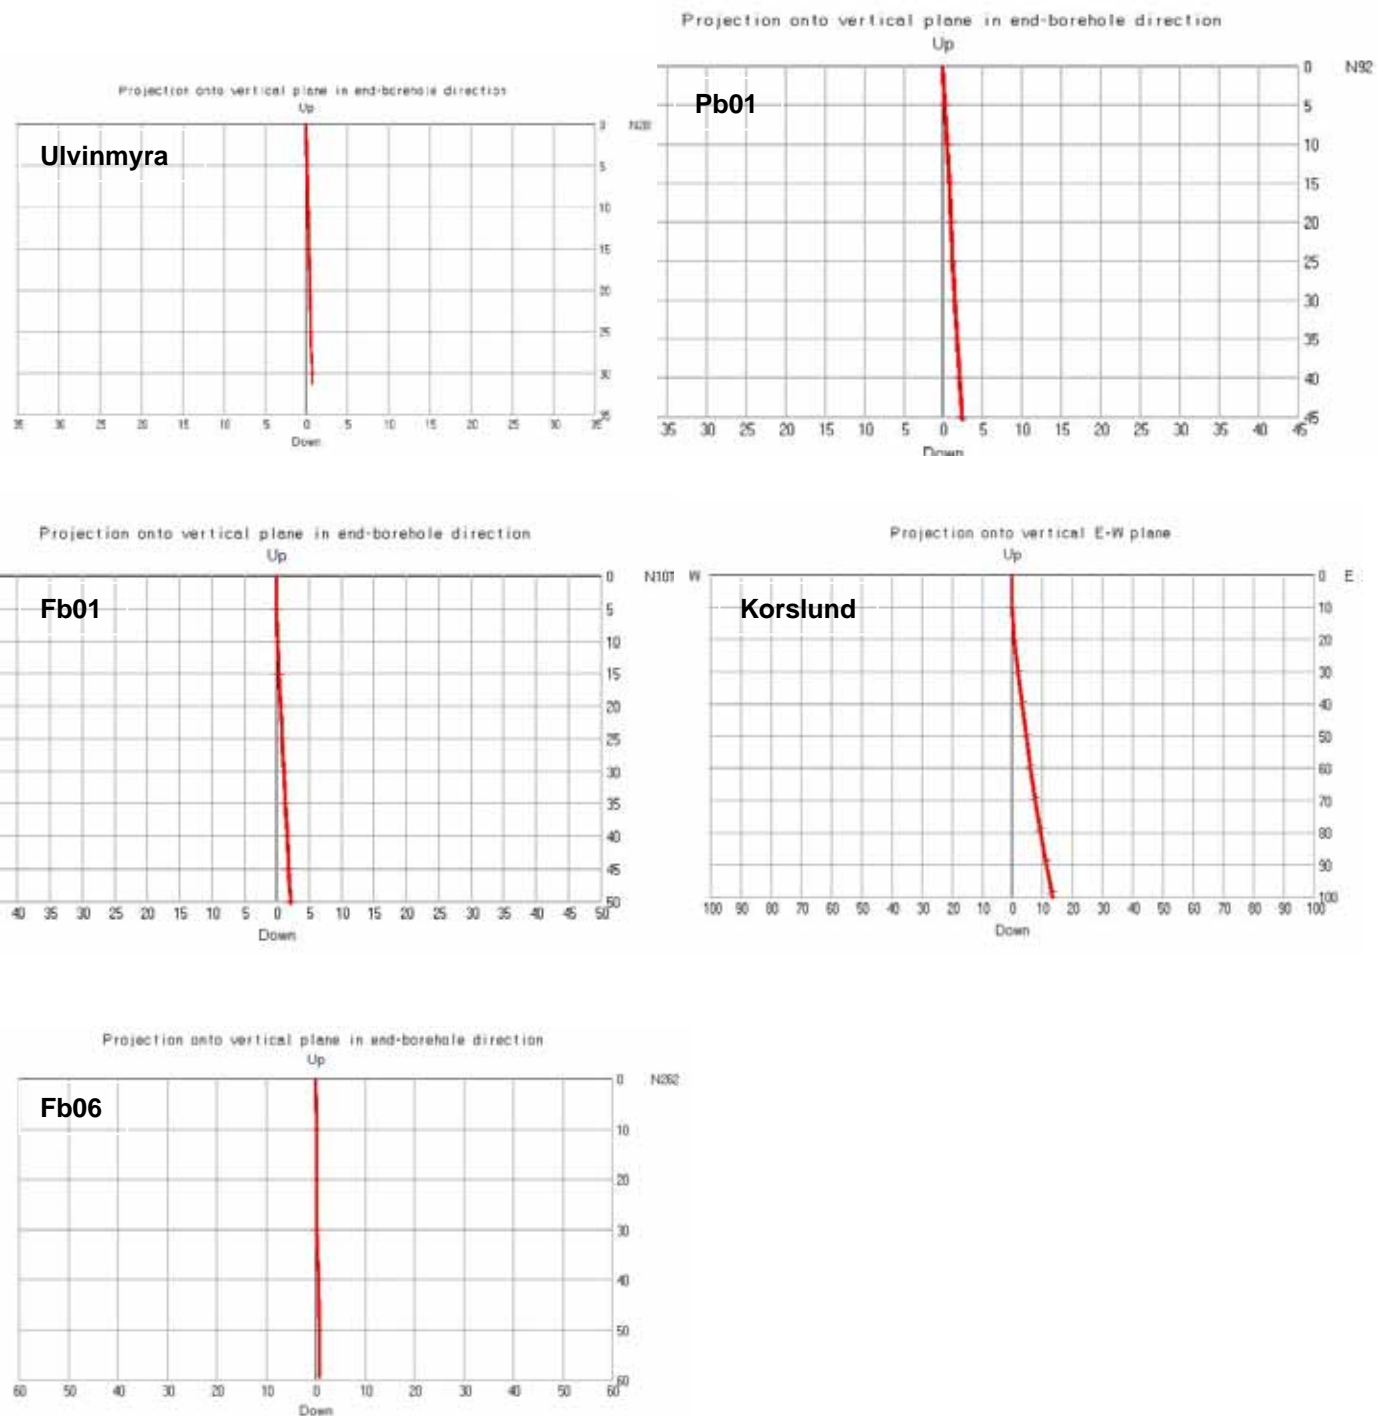 Projection onto vertical plane in end-borehole direction
Up
Ulvinmyra
0
5
10
15
20
25
30
35
35 30 25 20 15 10 5 0 5 10 15 20 25 30 35
Down
Projection onto vertical plane in end-borehole direction
Up
Pb01
0 N92
5
10
15
20
25
30
35
40
45
35 30 25 20 15 10 5 0 5 10 15 20 25 30 35 40 45
Down
Projection onto vertical plane in end-borehole direction
Up
Fb01
0 N101
5
10
15
20
25
30
35
40
45
50
40 35 30 25 20 15 10 5 0 5 10 15 20 25 30 35 40 45 50
Down
Projection onto vertical E-W plane
Up
W 0 E
Korslund
10
20
30
40
50
60
70
80
90
100
100 90 80 70 60 50 40 30 20 10 0 10 20 30 40 50 60 70 80 90 100
Down
Projection onto vertical plane in end-borehole direction
Up
Fb06
0 N262
10
20
30
40
50
60
60 50 40 30 20 10 0 10 20 30 40 50 60
Down